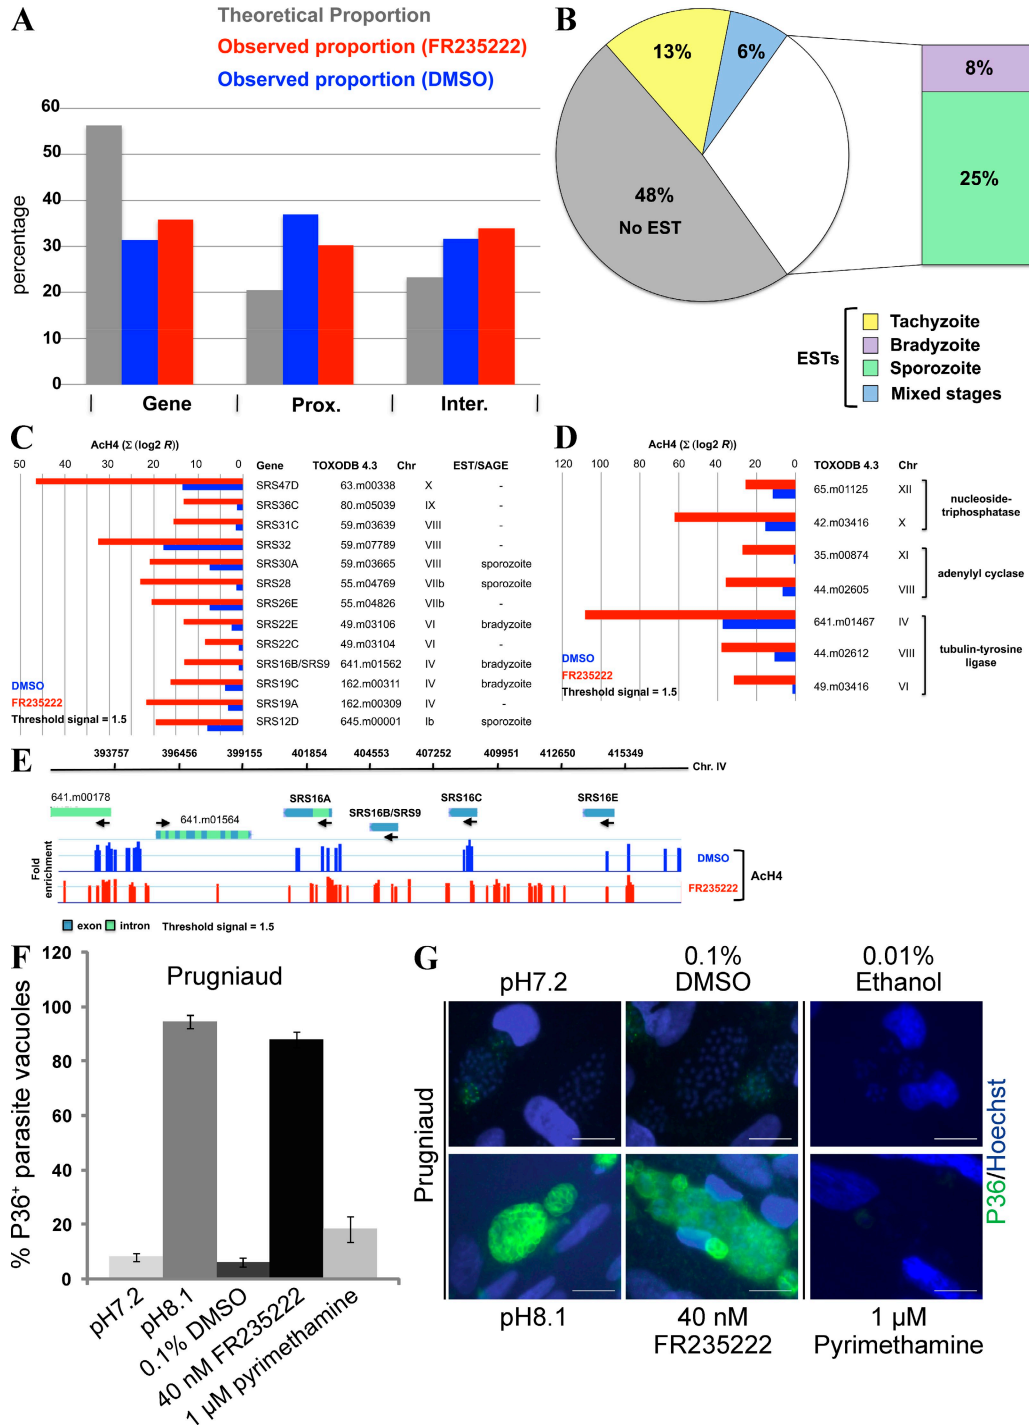 A
Theoretical Proportion
Observed proportion (FR235222)
Observed proportion (DMSO)
percentage
60
50
40
30
20
10
0
Gene
Prox.
Inter.
B
13%
6%
48%
No EST
8%
25%
ESTs
Tachyzoite
Bradyzoite
Sporozoite
Mixed stages
C
AcH4 (Σ (log2 R))
50 40 30 20 10 0
Gene TOXODB 4.3 Chr EST/SAGE
SRS47D 63.m00338 X -
SRS36C 80.m05039 IX -
SRS31C 59.m03639 VIII -
SRS32 59.m07789 VIII -
SRS30A 59.m03665 VIII sporozoite
SRS28 55.m04769 VIIb sporozoite
SRS26E 55.m04826 VIIb -
SRS22E 49.m03106 VI bradyzoite
SRS22C 49.m03104 VI -
SRS16B/SRS9 641.m01562 IV bradyzoite
SRS19C 162.m00311 IV bradyzoite
SRS19A 162.m00309 IV -
SRS12D 645.m00001 Ib sporozoite
DMSO
FR235222
Threshold signal = 1.5
D
AcH4 (Σ (log2 R))
120 100 80 60 40 20 0
TOXODB 4.3 Chr
65.m01125 XII
42.m03416 X
nucleoside-
triphosphatase
35.m00874 XI
44.m02605 VIII
adenylyl cyclase
641.m01467 IV
44.m02612 VIII
49.m03416 VI
tubulin-tyrosine
ligase
DMSO
FR235222
Threshold signal = 1.5
E
393757 396456 399155 401854 404553 407252 409951 412650 415349
Chr. IV
641.m00178
641.m01564
SRS16A
SRS16B/SRS9
SRS16C
SRS16E
Fold
enrichment
DMSO
FR235222
AcH4
exon intron Threshold signal = 1.5
F
Prugniaud
% P36+ parasite vacuoles
120
100
80
60
40
20
0
pH7.2
pH8.1
0.1% DMSO
40 nM FR235222
1 µM pyrimethamine
G
pH7.2
0.1%
DMSO
0.01%
Ethanol
Prugniaud
P36/Hoechst
pH8.1
40 nM
FR235222
1 µM
Pyrimethamine